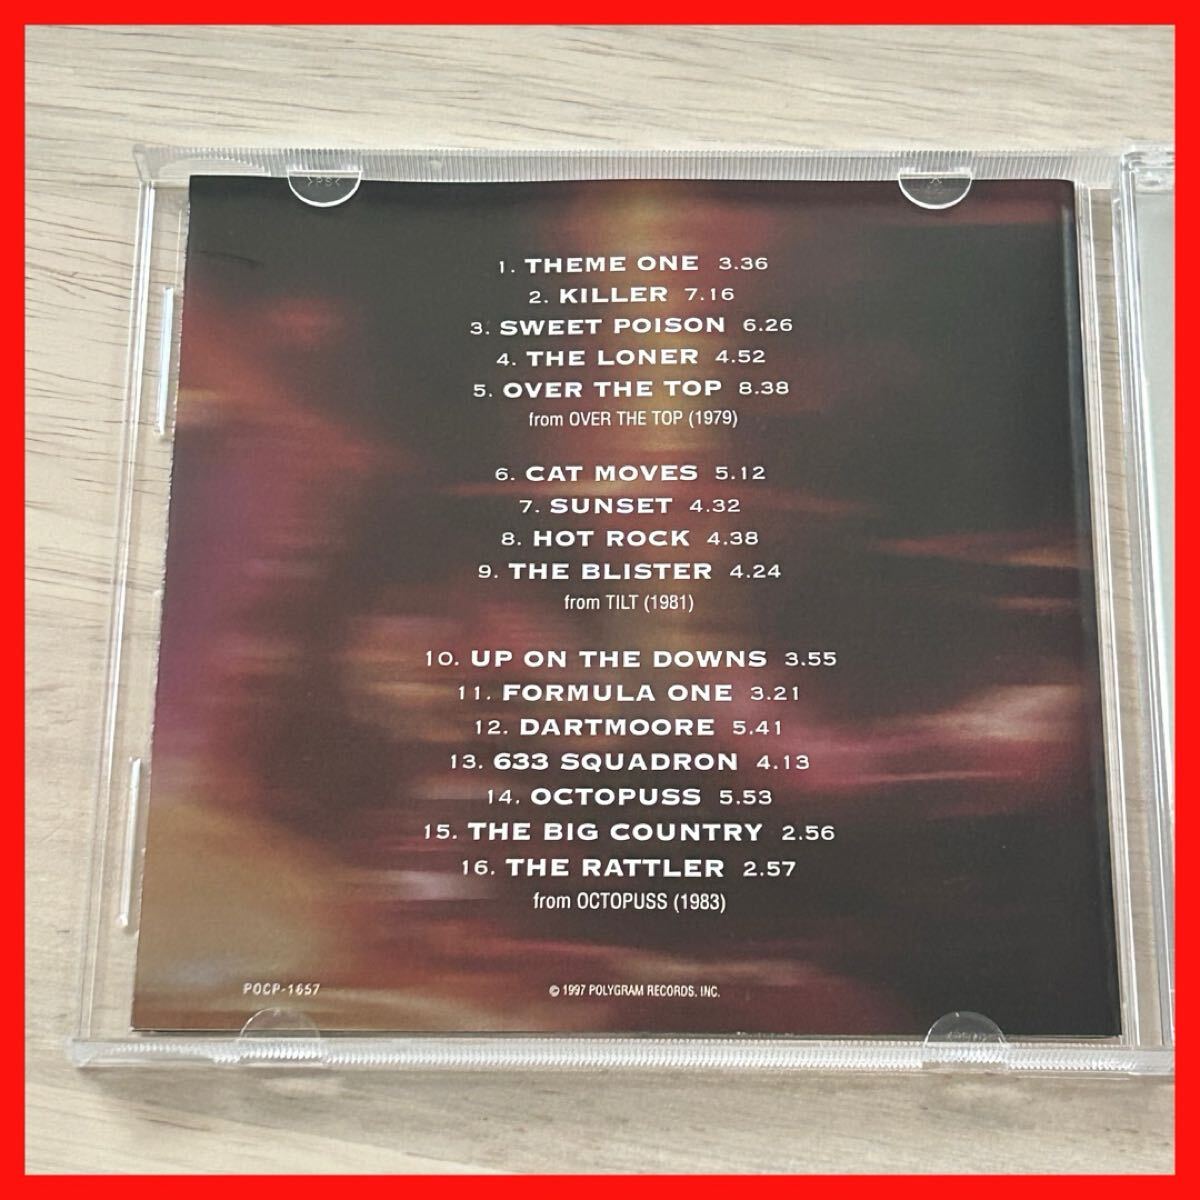 1. THEME ONE 3.36
2. KILLER 7.16
3. SWEET POISON 6.26
4. THE LONER 4.52
5. OVER THE TOP 8.38
from OVER THE TOP (1979)
6. CAT MOVES 5.12
7. SUNSET 4.32
8. HOT ROCK 4.38
9. THE BLISTER 4.24
from TILT (1981)
10. UP ON THE DOWNS 3.55
11. FORMULA ONE 3.21
12. DARTMOORE 5.41
13. 633 SQUADRON 4.13
14. OCTOPUSS 5.53
15. THE BIG COUNTRY 2.56
16. THE RATTLER 2.57
from OCTOPUSS (1983)
POCP-1657
© 1997 POLYGRAM RECORDS, INC.